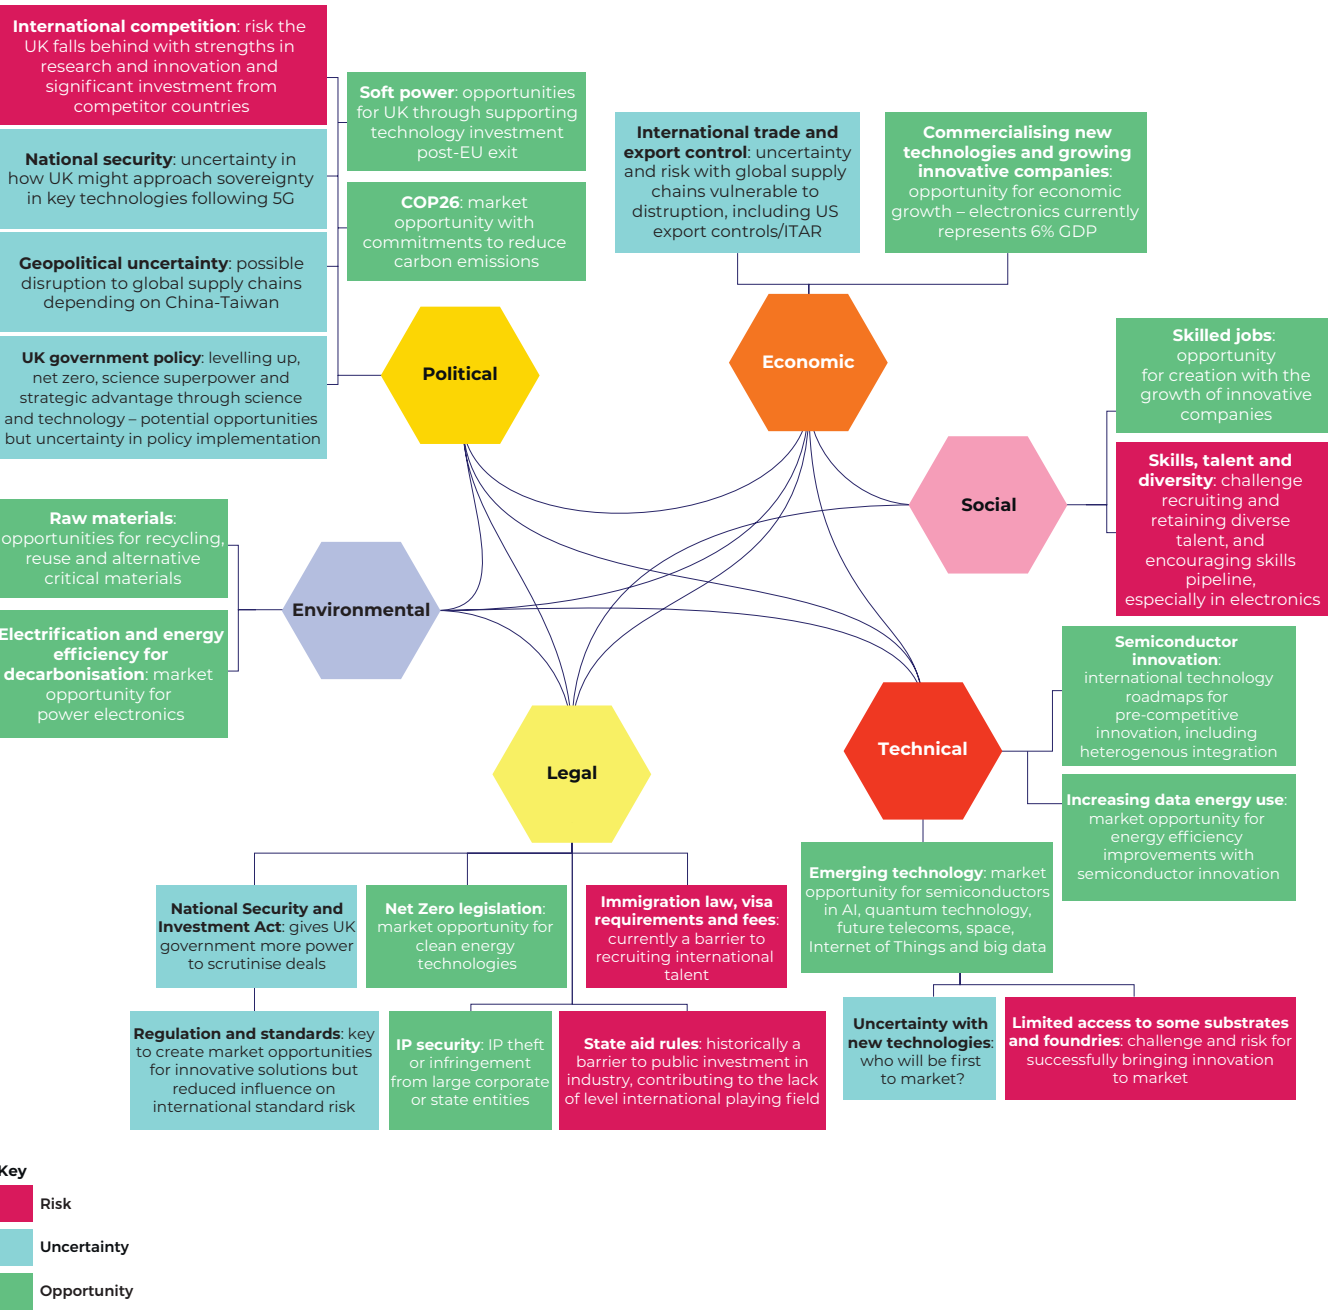 International competition: risk the
UK falls behind with strengths in
research and innovation and
significant investment from
competitor countries
National security: uncertainty in
how UK might approach sovereignty
in key technologies following 5G
Geopolitical uncertainty: possible
disruption to global supply chains
depending on China-Taiwan
UK government policy: levelling up,
net zero, science superpower and
strategic advantage through science
and technology – potential opportunities
but uncertainty in policy implementation
Soft power: opportunities
for UK through supporting
technology investment
post-EU exit
COP26: market
opportunity with
commitments to reduce
carbon emissions
Political
International trade and
export control: uncertainty
and risk with global supply
chains vulnerable to
distruption, including US
export controls/ITAR
Commercialising new
technologies and growing
innovative companies:
opportunity for economic
growth – electronics currently
represents 6% GDP
Economic
Skilled jobs:
opportunity
for creation with the
growth of innovative
companies
Skills, talent and
diversity: challenge
recruiting and
retaining diverse
talent, and
encouraging skills
pipeline,
especially in electronics
Social
Raw materials:
opportunities for recycling,
reuse and alternative
critical materials
Electrification and energy
efficiency for
decarbonisation: market
opportunity for
power electronics
Environmental
Legal
Technical
Semiconductor
innovation:
international technology
roadmaps for
pre-competitive
innovation, including
heterogenous integration
Increasing data energy use:
market opportunity for
energy efficiency
improvements with
semiconductor innovation
Emerging technology: market
opportunity for semiconductors
in AI, quantum technology,
future telecoms, space,
Internet of Things and big data
Uncertainty with
new technologies:
who will be first
to market?
Limited access to some substrates
and foundries: challenge and risk for
successfully bringing innovation
to market
National Security and
Investment Act: gives UK
government more power
to scrutinise deals
Net Zero legislation:
market opportunity for
clean energy
technologies
Immigration law, visa
requirements and fees:
currently a barrier to
recruiting international
talent
Regulation and standards: key
to create market opportunities
for innovative solutions but
reduced influence on
international standard risk
IP security: IP theft
or infringement
from large corporate
or state entities
State aid rules: historically a
barrier to public investment in
industry, contributing to the lack
of level international playing field
Key
Risk
Uncertainty
Opportunity